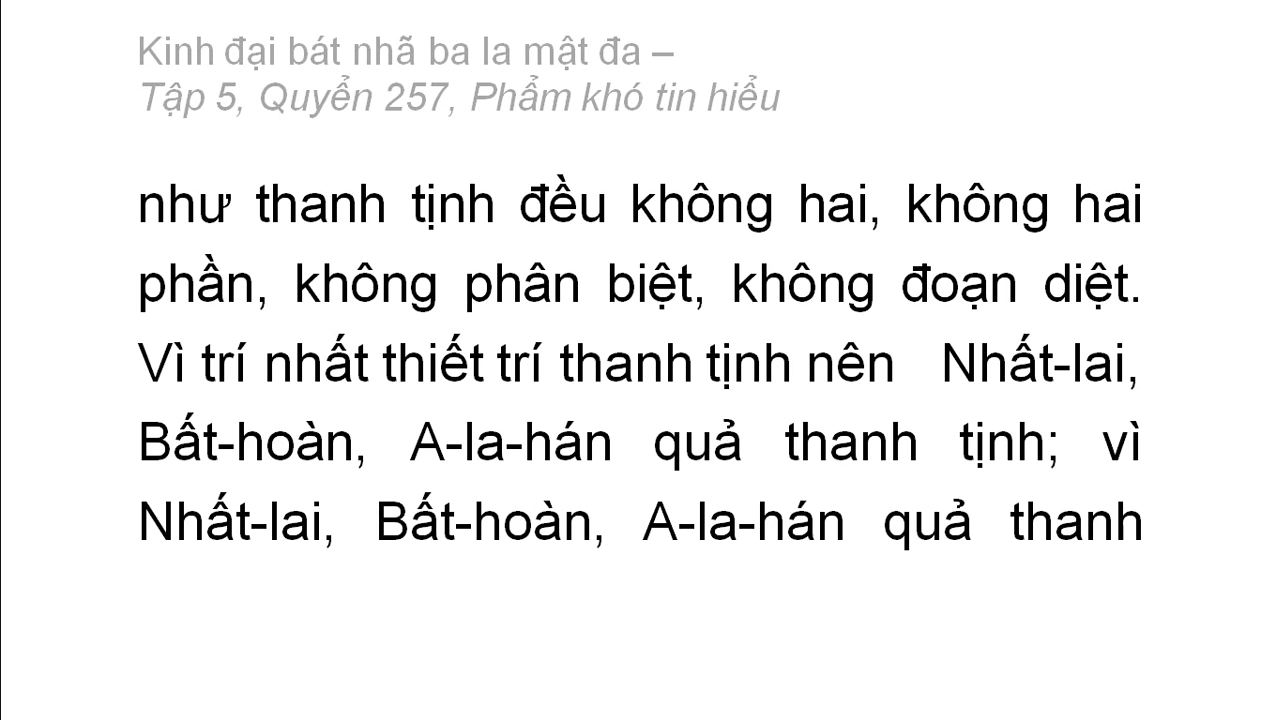 Kinh đại bát nhã ba la mật đa –
Tập 5, Quyển 257, Phẩm khó tin hiểu
như thanh tịnh đều không hai, không hai
phần, không phân biệt, không đoạn diệt.
Vì trí nhất thiết trí thanh tịnh nên Nhất-lai,
Bất-hoàn, A-la-hán quả thanh tịnh; vì
Nhất-lai, Bất-hoàn, A-la-hán quả thanh